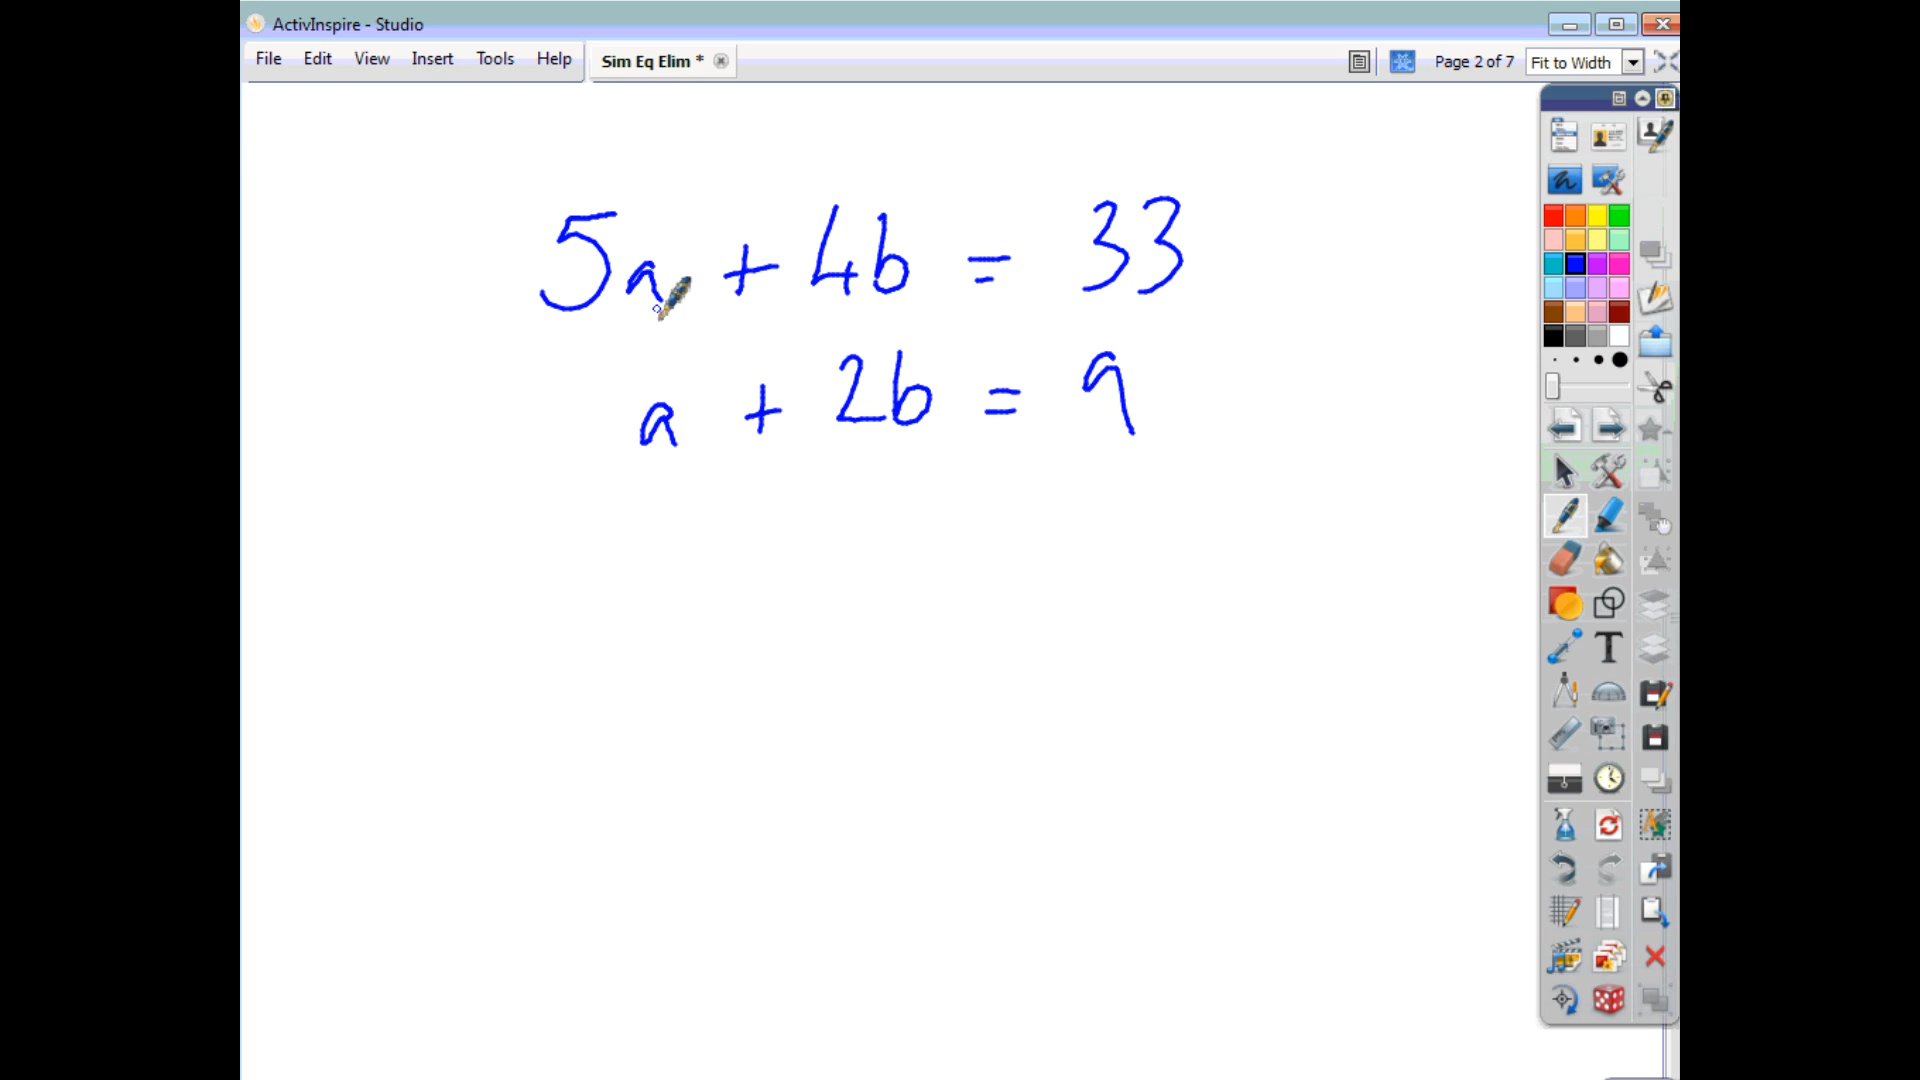 ActivInspire - Studio
File Edit View Insert Tools Help Sim Eq Elim * Page 2 of 7 Fit to Width
5a + 4b = 33
a + 2b = 9